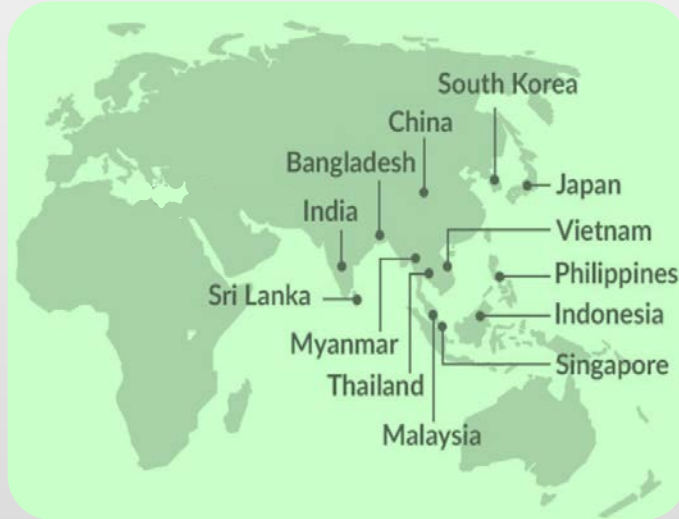 South Korea
China
Bangladesh
Japan
India
Vietnam
Philippines
Sri Lanka
Indonesia
Myanmar
Singapore
Thailand
Malaysia